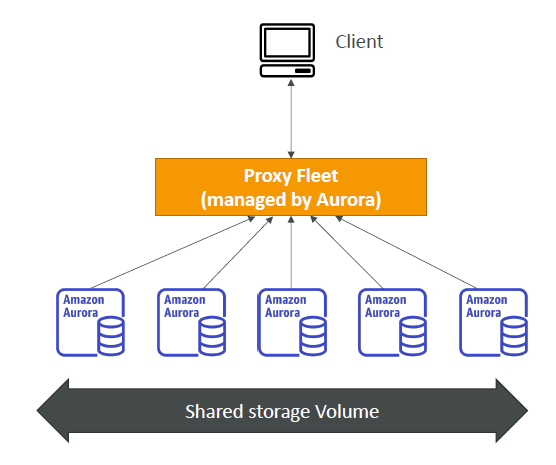 Client
Proxy Fleet
(managed by Aurora)
Amazon
Aurora
Amazon
Aurora
Amazon
Aurora
Amazon
Aurora
Amazon
Aurora
Shared storage Volume